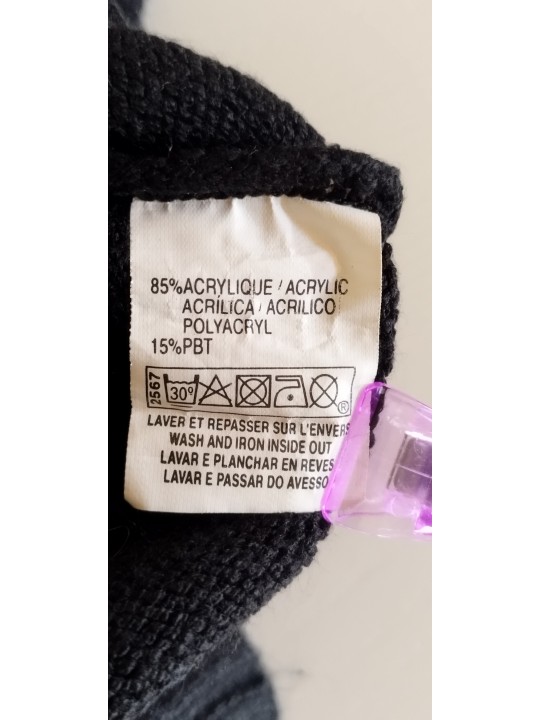 85%ACRYLIQUE / ACRYLIC
ACRÍLICA / ACRILICO
POLYACRYL
15%PBT
2567 30° ®
LAVER ET REPASSER SUR L'ENVERS
WASH AND IRON INSIDE OUT
LAVAR E PLANCHAR EN REVES
LAVAR E PASSAR DO AVESSO